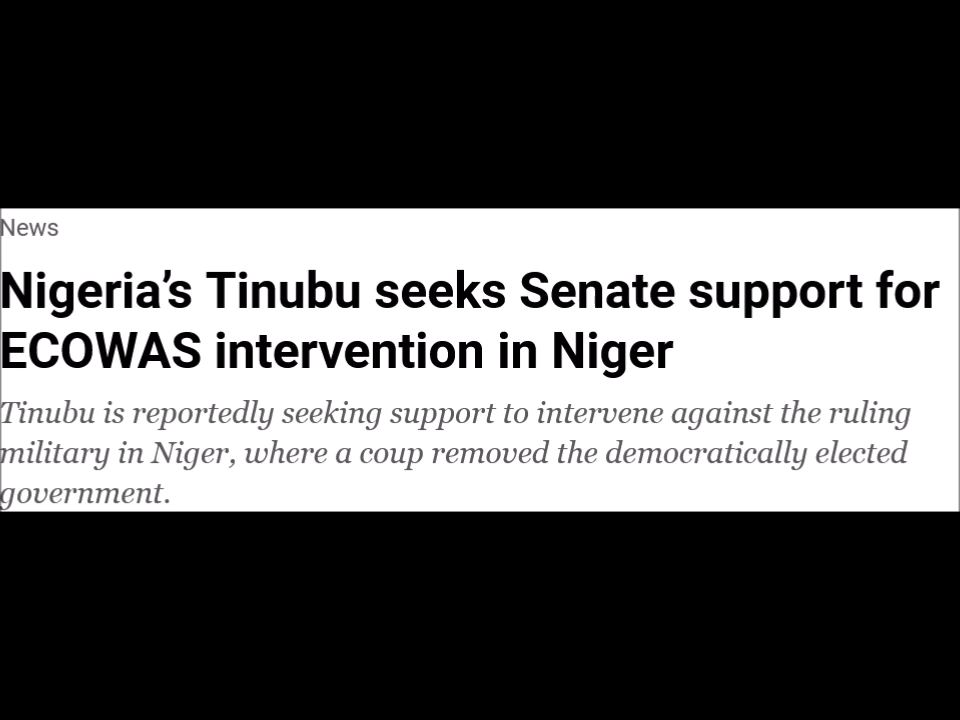 News
Nigeria’s Tinubu seeks Senate support for
ECOWAS intervention in Niger
Tinubu is reportedly seeking support to intervene against the ruling
military in Niger, where a coup removed the democratically elected
government.